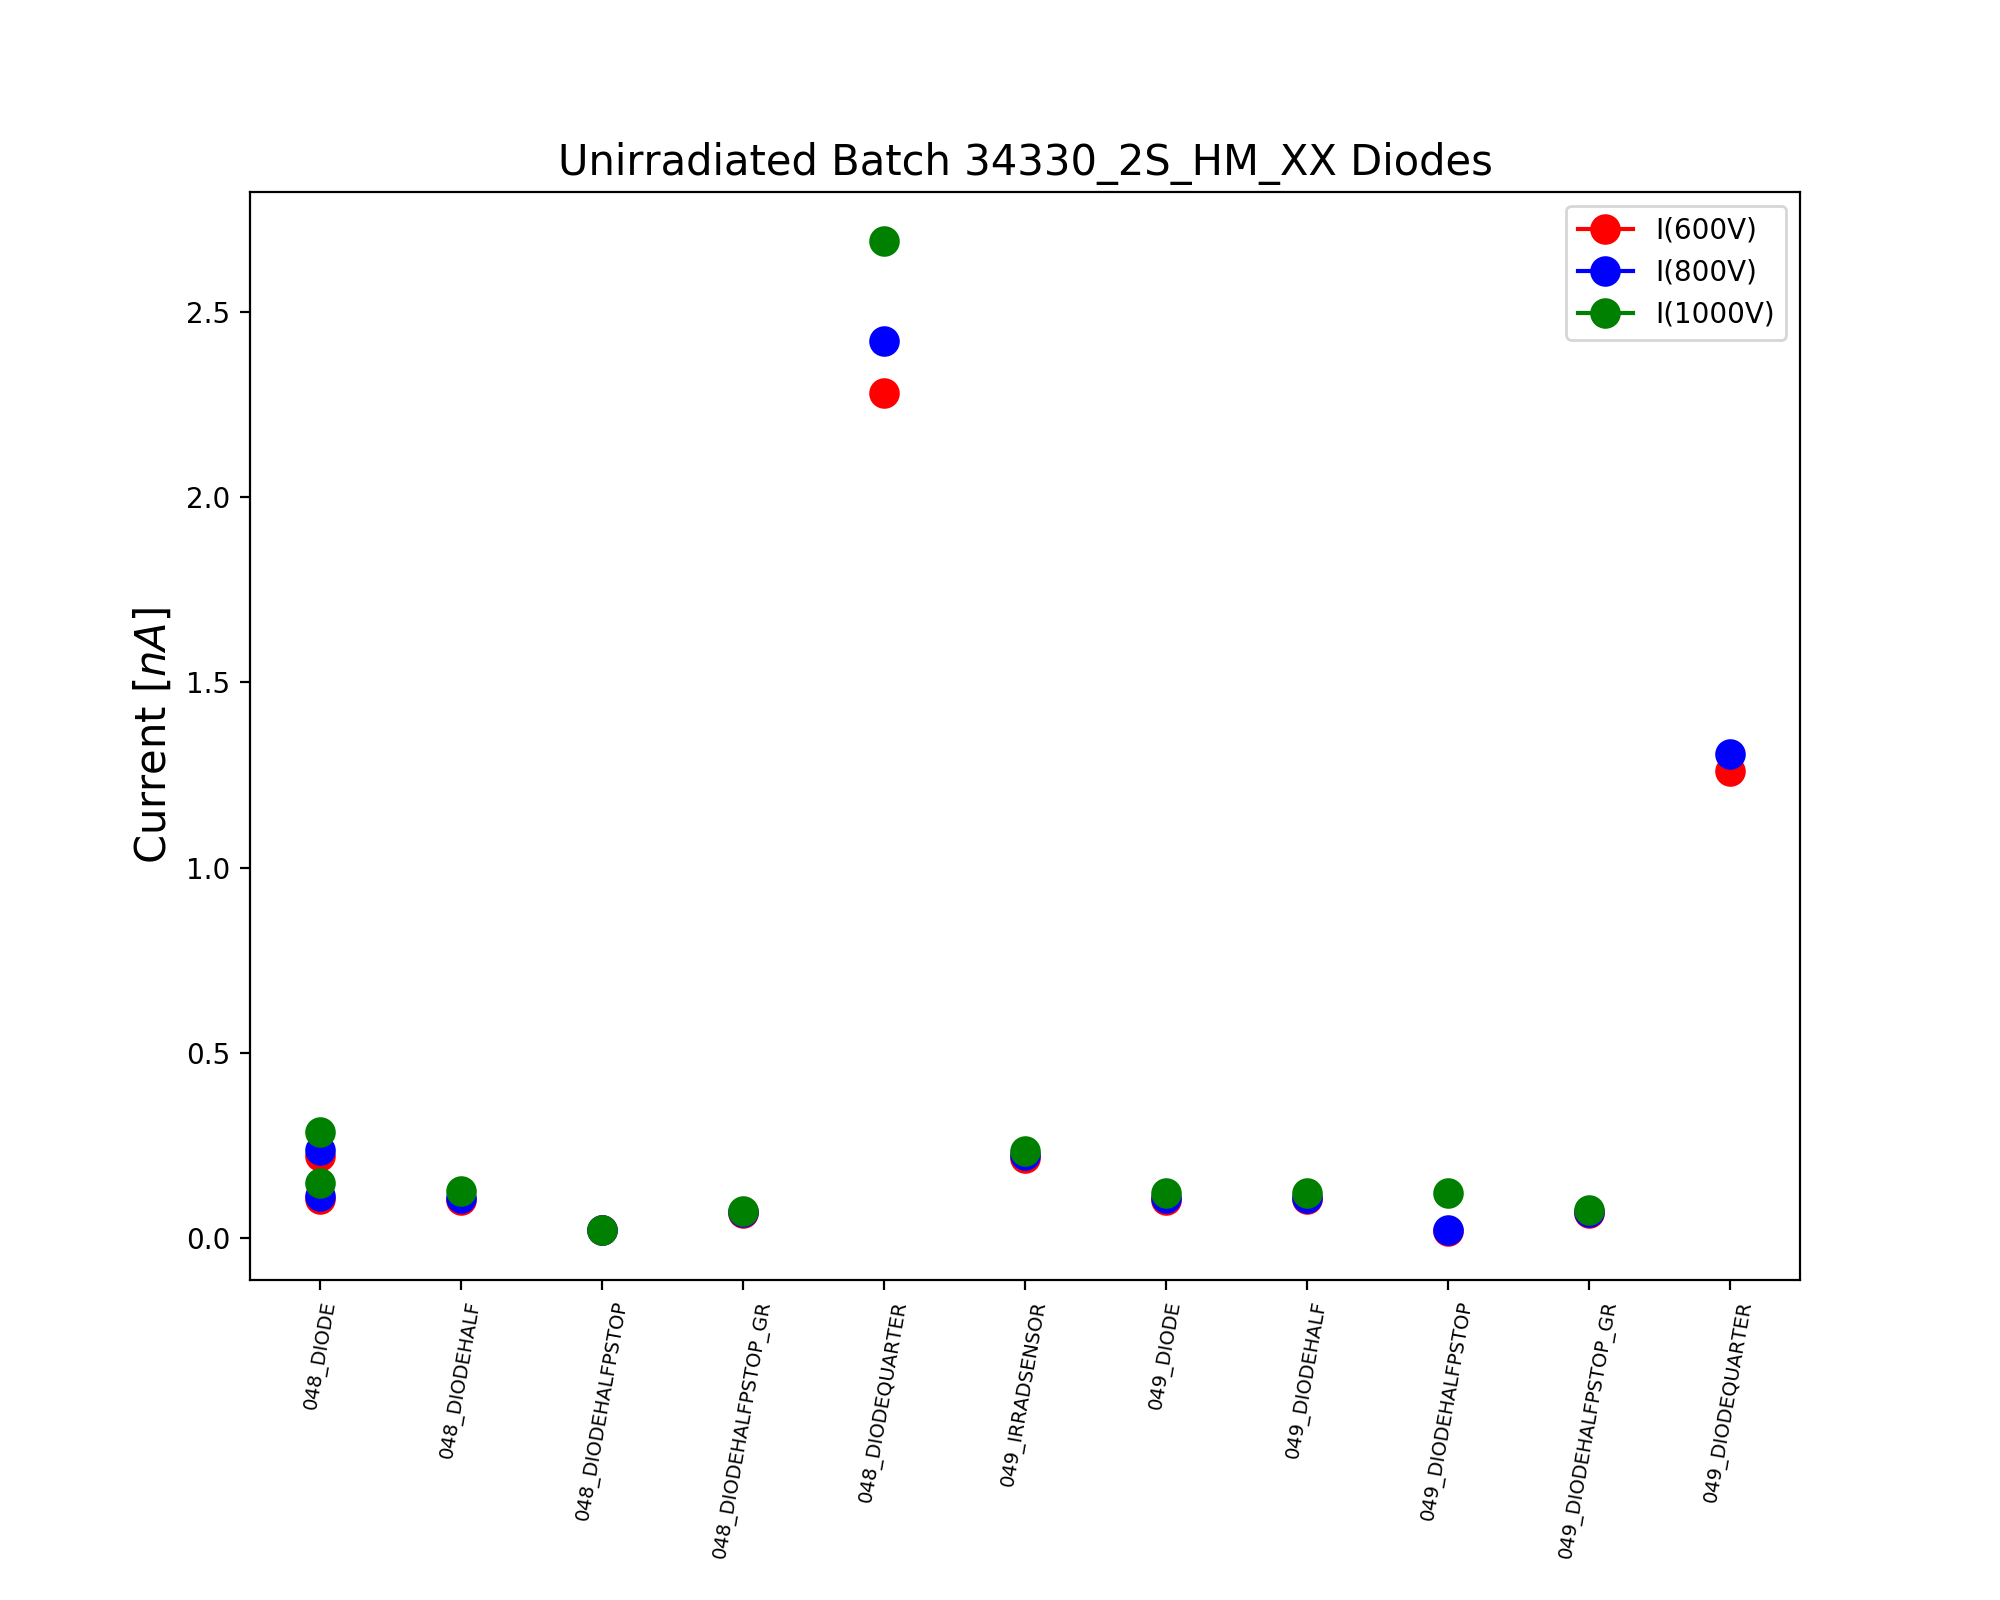 Unirradiated Batch 34330_2S_HM_XX Diodes
I(600V)
I(800V)
I(1000V)
Current [nA]
2.5
2.0
1.5
1.0
0.5
0.0
048_DIODE
048_DIODEHALF
048_DIODEHALFPSTOP
048_DIODEHALFPSTOP_GR
048_DIODEQUARTER
049_IRRADSENSOR
049_DIODE
049_DIODEHALF
049_DIODEHALFPSTOP
049_DIODEHALFPSTOP_GR
049_DIODEQUARTER